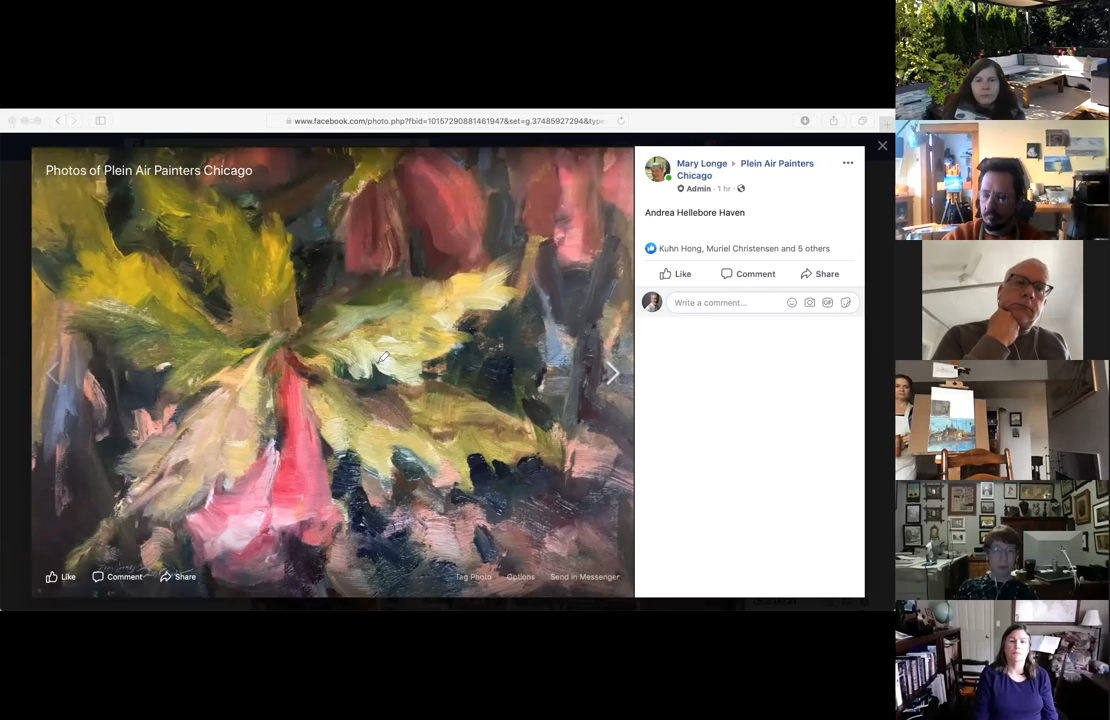 www.facebook.com/photo.php?fbid=10157290881461947&set=g.37485927294&type
Photos of Plein Air Painters Chicago
Mary Longe ▸ Plein Air Painters
Chicago
Admin · 1 hr ·
Andrea Hellebore Haven
Kuhn Hong, Muriel Christensen and 5 others
Like Comment Share
Write a comment...
GIF
Like Comment Share
Tag Photo Options Send in Messenger